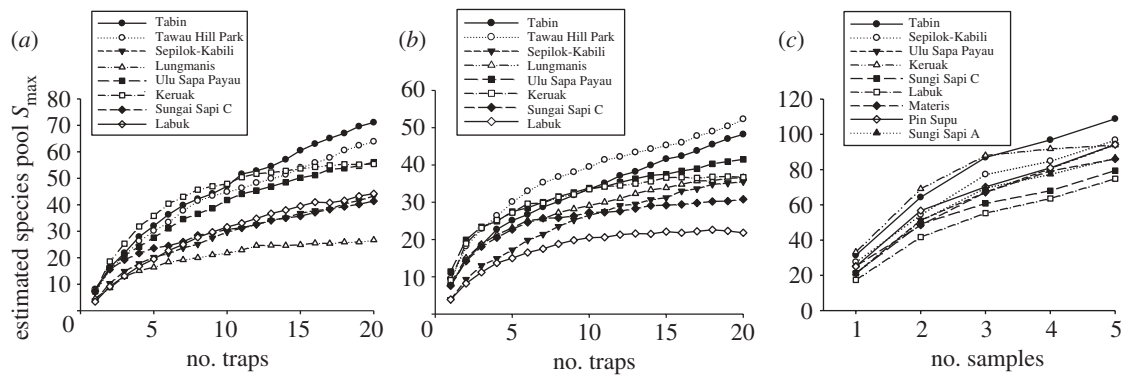 (a)
Tabin
Tawau Hill Park
Sepilok-Kabili
Lungmanis
Ulu Sapa Payau
Keruak
Sungai Sapi C
Labuk
estimated species pool Smax
80
70
60
50
40
30
20
10
0
5
10
15
20
no. traps
(b)
Tabin
Tawau Hill Park
Sepilok-Kabili
Lungmanis
Ulu Sapa Payau
Keruak
Sungai Sapi C
Labuk
60
50
40
30
20
10
0
5
10
15
20
no. traps
(c)
Tabin
Sepilok-Kabili
Ulu Sapa Payau
Keruak
Sungi Sapi C
Labuk
Materis
Pin Supu
Sungi Sapi A
120
100
80
60
40
20
0
1
2
3
4
5
no. samples